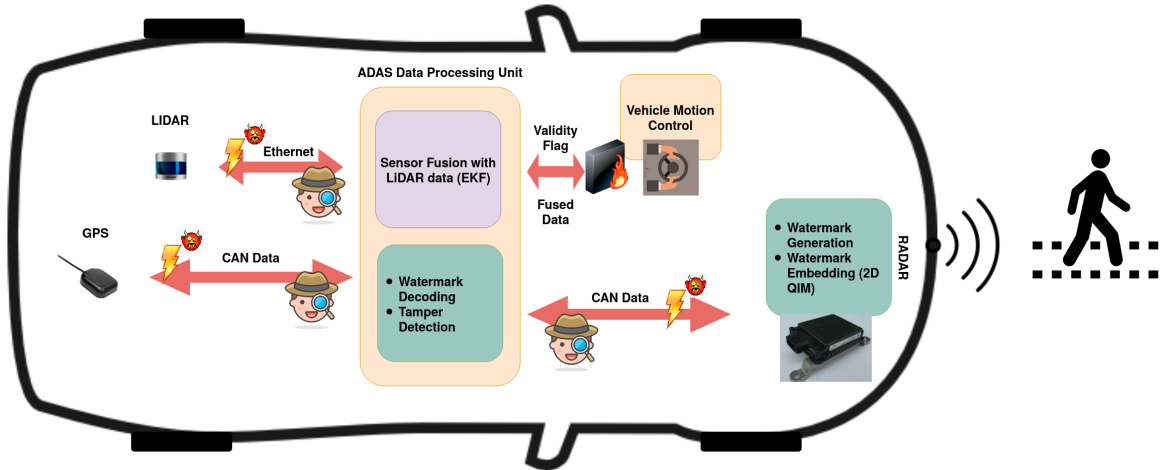 ADAS Data Processing Unit
LIDAR
Ethernet
Sensor Fusion with
LiDAR data (EKF)
Validity
Flag
Fused
Data
Vehicle Motion
Control
GPS
CAN Data
• Watermark
Decoding
• Tamper
Detection
CAN Data
• Watermark
Generation
• Watermark
Embedding (2D
QIM)
RADAR